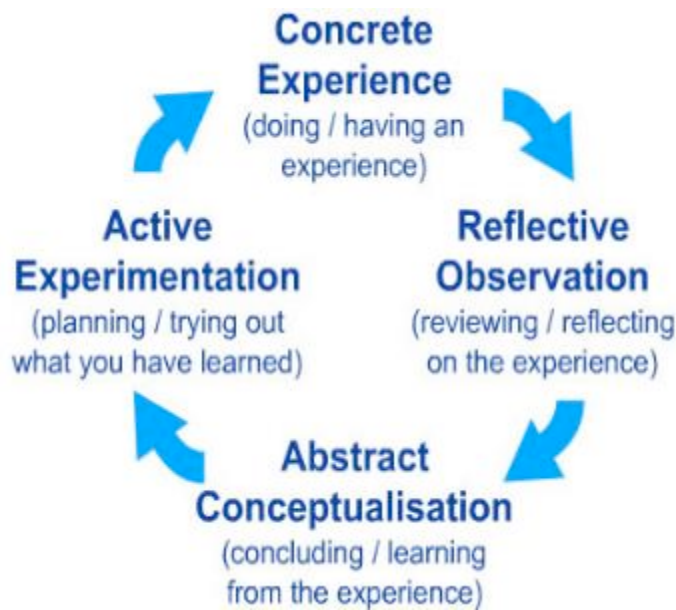 Concrete
Experience
(doing / having an
experience)
Reflective
Observation
(reviewing / reflecting
on the experience)
Abstract
Conceptualisation
(concluding / learning
from the experience)
Active
Experimentation
(planning / trying out
what you have learned)